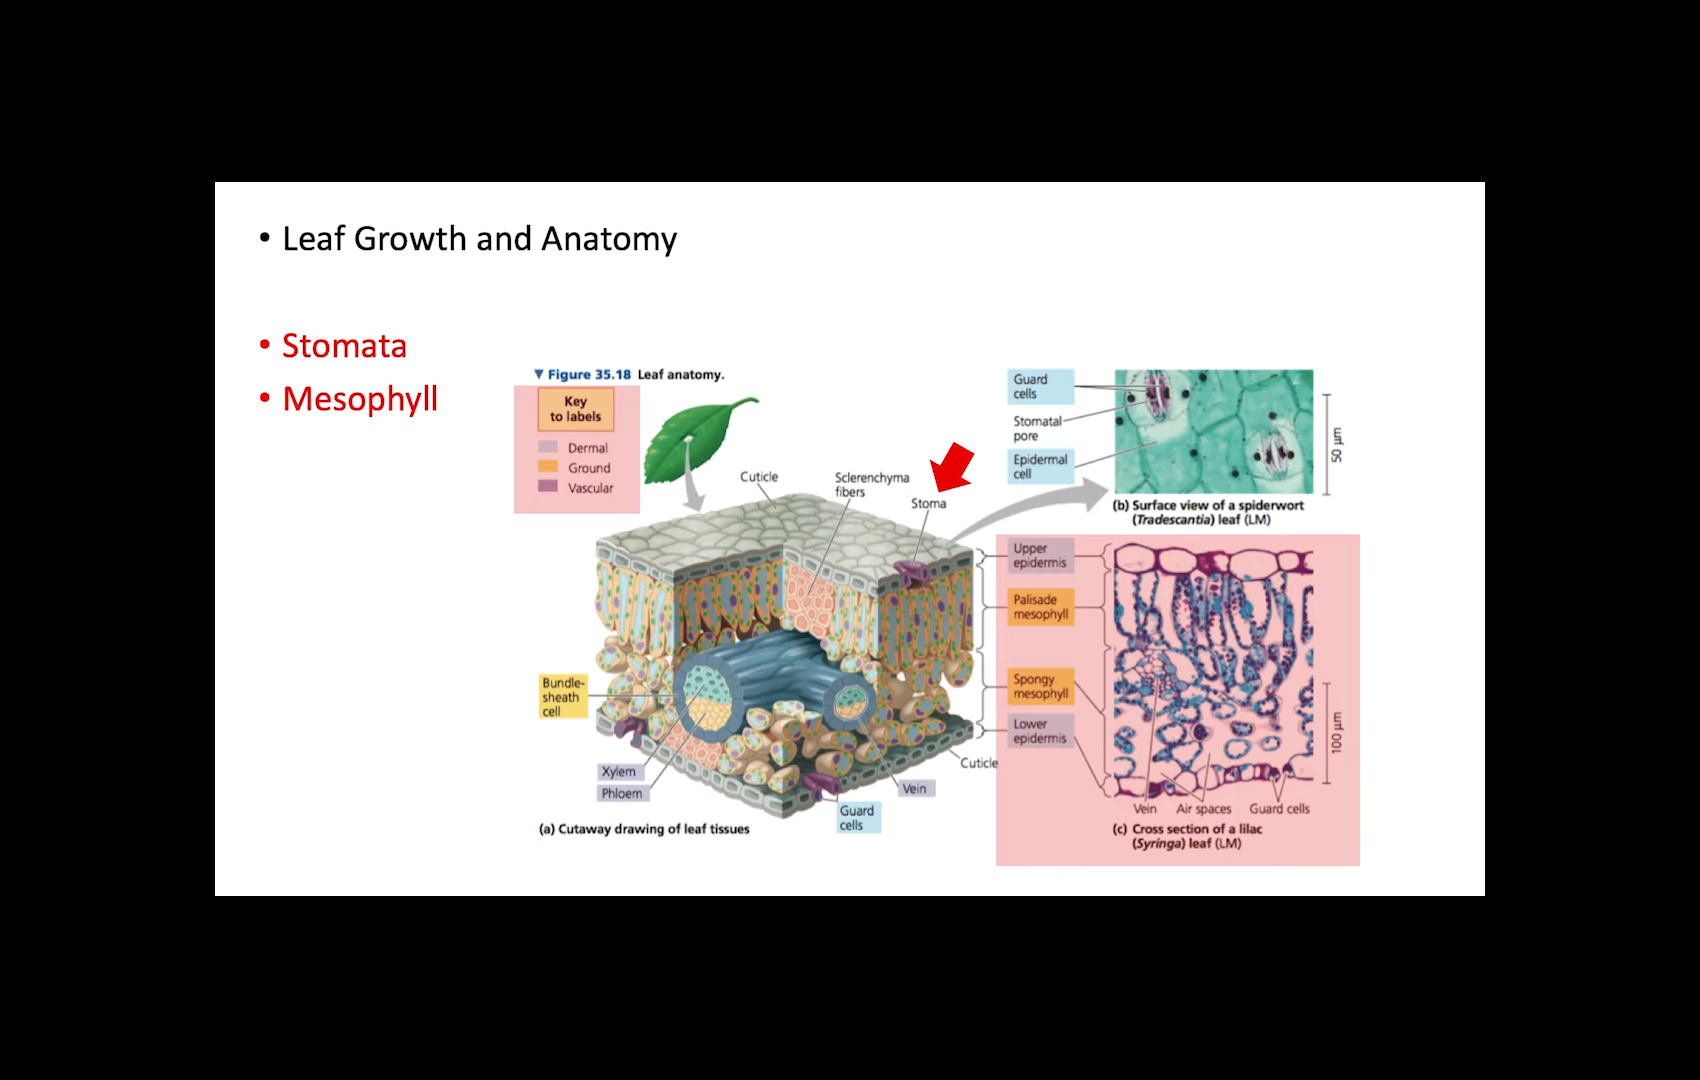 • Leaf Growth and Anatomy
• Stomata
• Mesophyll
▼ Figure 35.18 Leaf anatomy.
Key
to labels
Dermal
Ground
Vascular
Cuticle
Sclerenchyma
fibers
Stoma
Bundle-
sheath
cell
Xylem
Phloem
Guard
cells
Vein
Cuticle
(a) Cutaway drawing of leaf tissues
Guard
cells
Stomatal
pore
Epidermal
cell
50 µm
(b) Surface view of a spiderwort
(Tradescantia) leaf (LM)
Upper
epidermis
Palisade
mesophyll
Spongy
mesophyll
Lower
epidermis
100 µm
Vein
Air spaces
Guard cells
(c) Cross section of a lilac
(Syringa) leaf (LM)